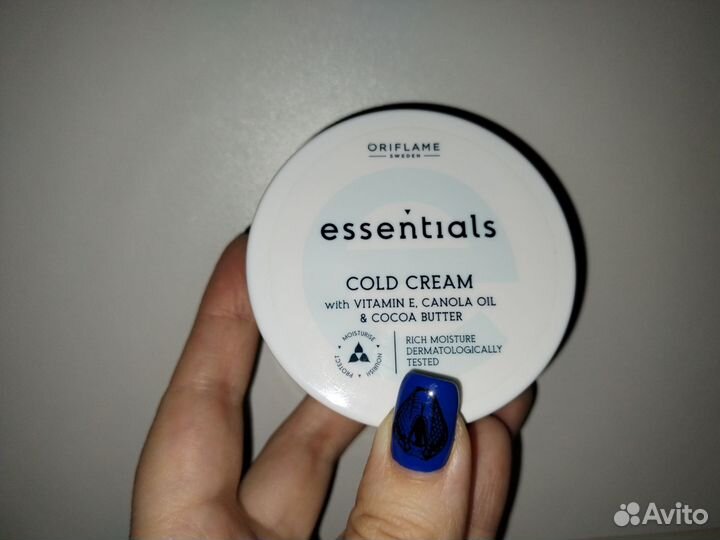 ORIFLAME
SWEDEN
essentials
COLD CREAM
with VITAMIN E, CANOLA OIL
& COCOA BUTTER
MOISTURISE • NOURISH • PROTECT •
RICH MOISTURE
DERMATOLOGICALLY
TESTED
Avito